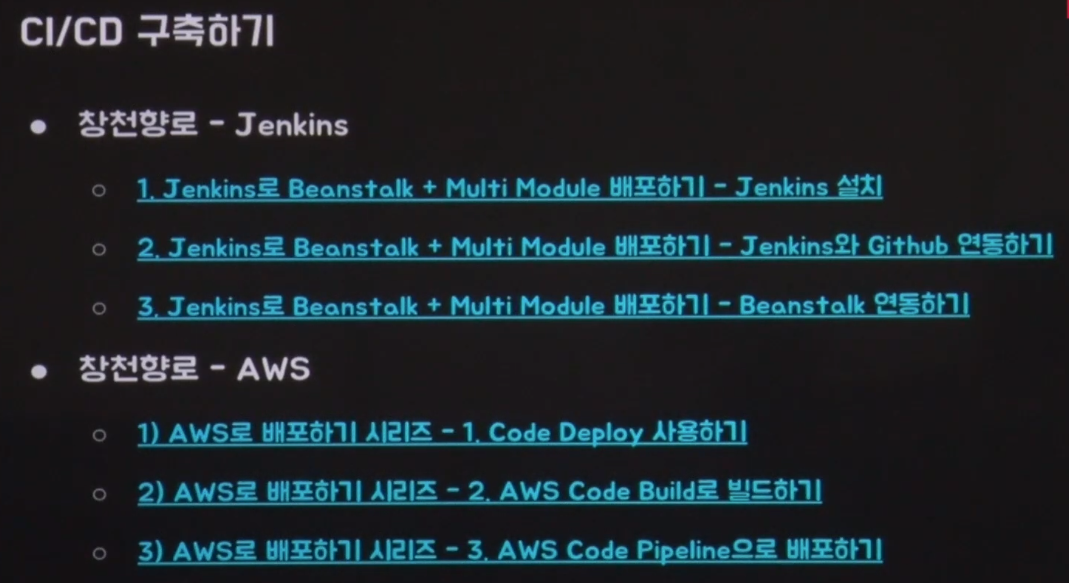 CI/CD 구축하기
● 창천향로 - Jenkins
○ 1. Jenkins로 Beanstalk + Multi Module 배포하기 - Jenkins 설치
○ 2. Jenkins로 Beanstalk + Multi Module 배포하기 - Jenkins와 Github 연동하기
○ 3. Jenkins로 Beanstalk + Multi Module 배포하기 - Beanstalk 연동하기
● 창천향로 - AWS
○ 1) AWS로 배포하기 시리즈 - 1. Code Deploy 사용하기
○ 2) AWS로 배포하기 시리즈 - 2. AWS Code Build로 빌드하기
○ 3) AWS로 배포하기 시리즈 - 3. AWS Code Pipeline으로 배포하기